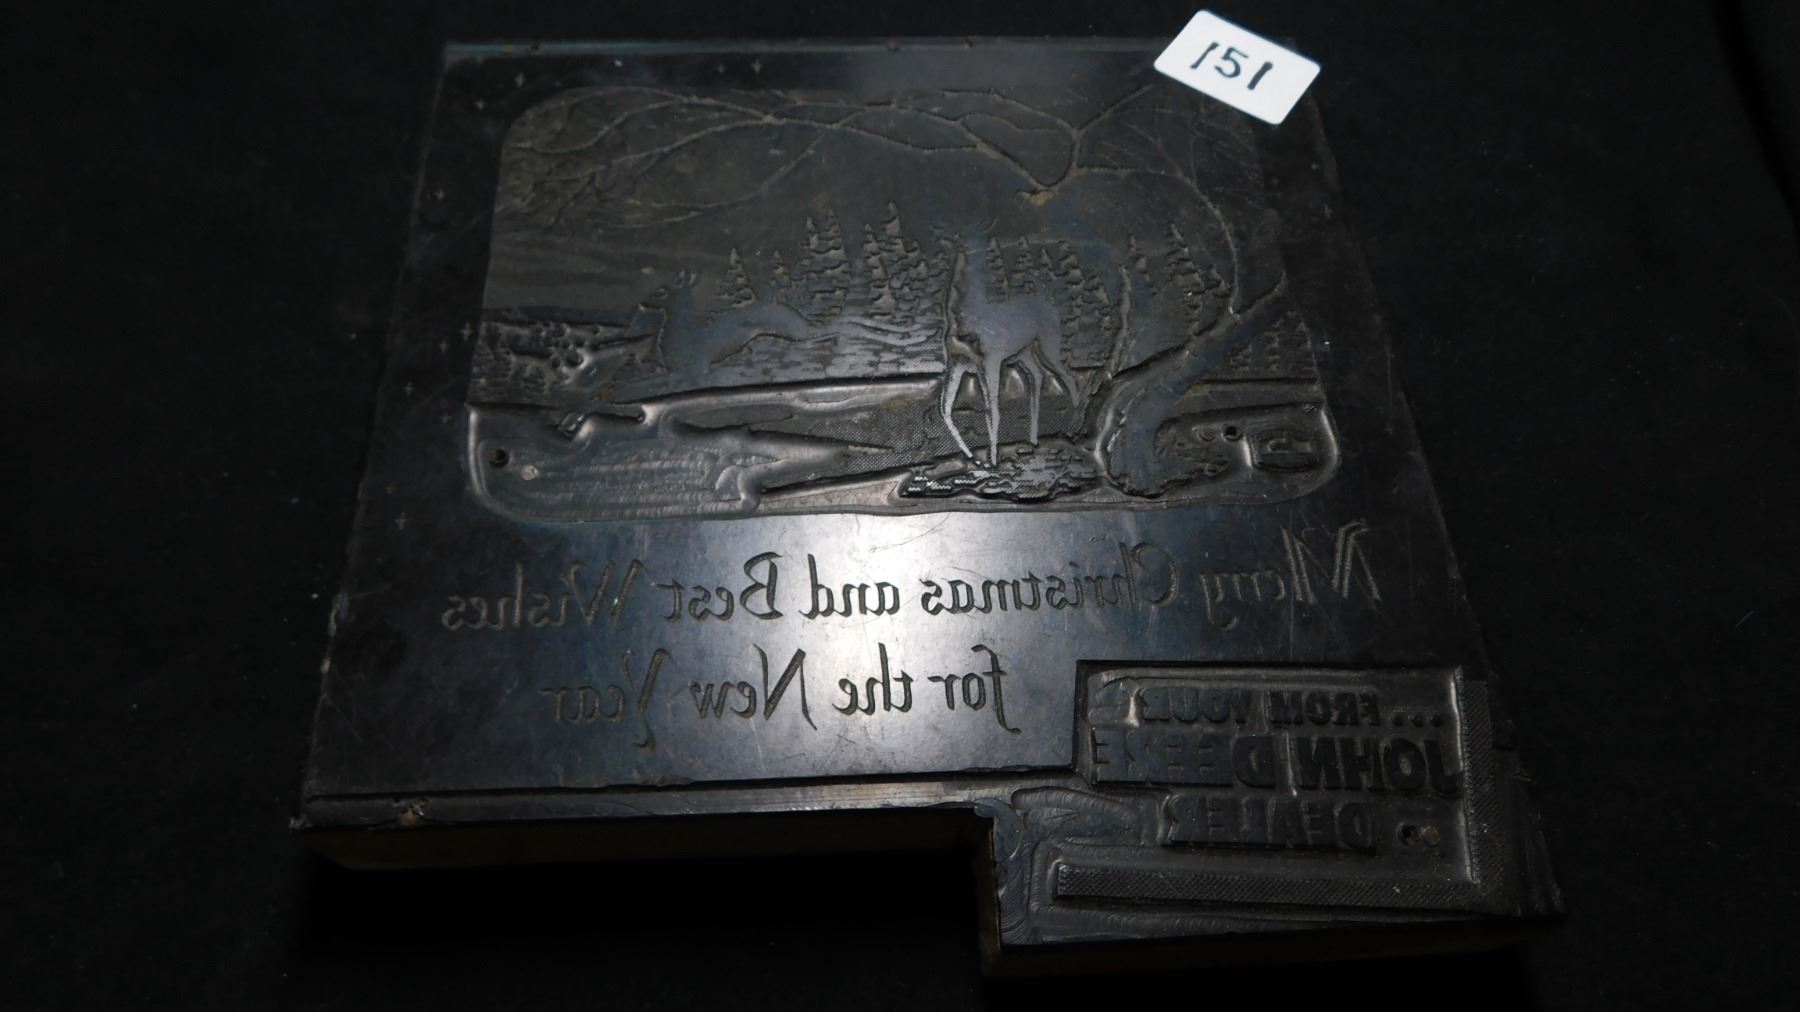 151
Merry Christmas and Best Wishes
for the New Year
...FROM YOUR
JOHN DEERE
DEALER